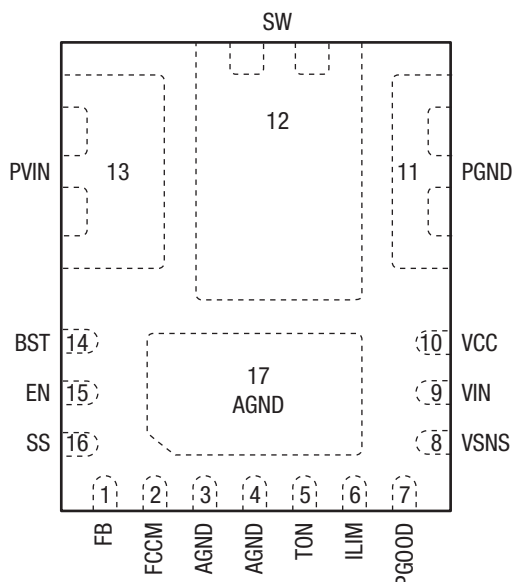 SW
12
PVIN
13
11
PGND
BST
14
10
VCC
17
AGND
EN
15
9
VIN
SS
16
8
VSNS
1
2
3
4
5
6
7
FB
FCCM
AGND
AGND
TON
ILIM
PGOOD